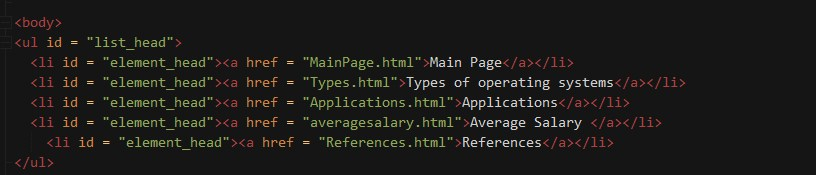 <body>
<ul id = "list_head">
<li id = "element_head"><a href = "MainPage.html">Main Page</a></li>
<li id = "element_head"><a href = "Types.html">Types of operating systems</a></li>
<li id = "element_head"><a href = "Applications.html">Applications</a></li>
<li id = "element_head"><a href = "averagesalary.html">Average Salary </a></li>
<li id = "element_head"><a href = "References.html">References</a></li>
</ul>